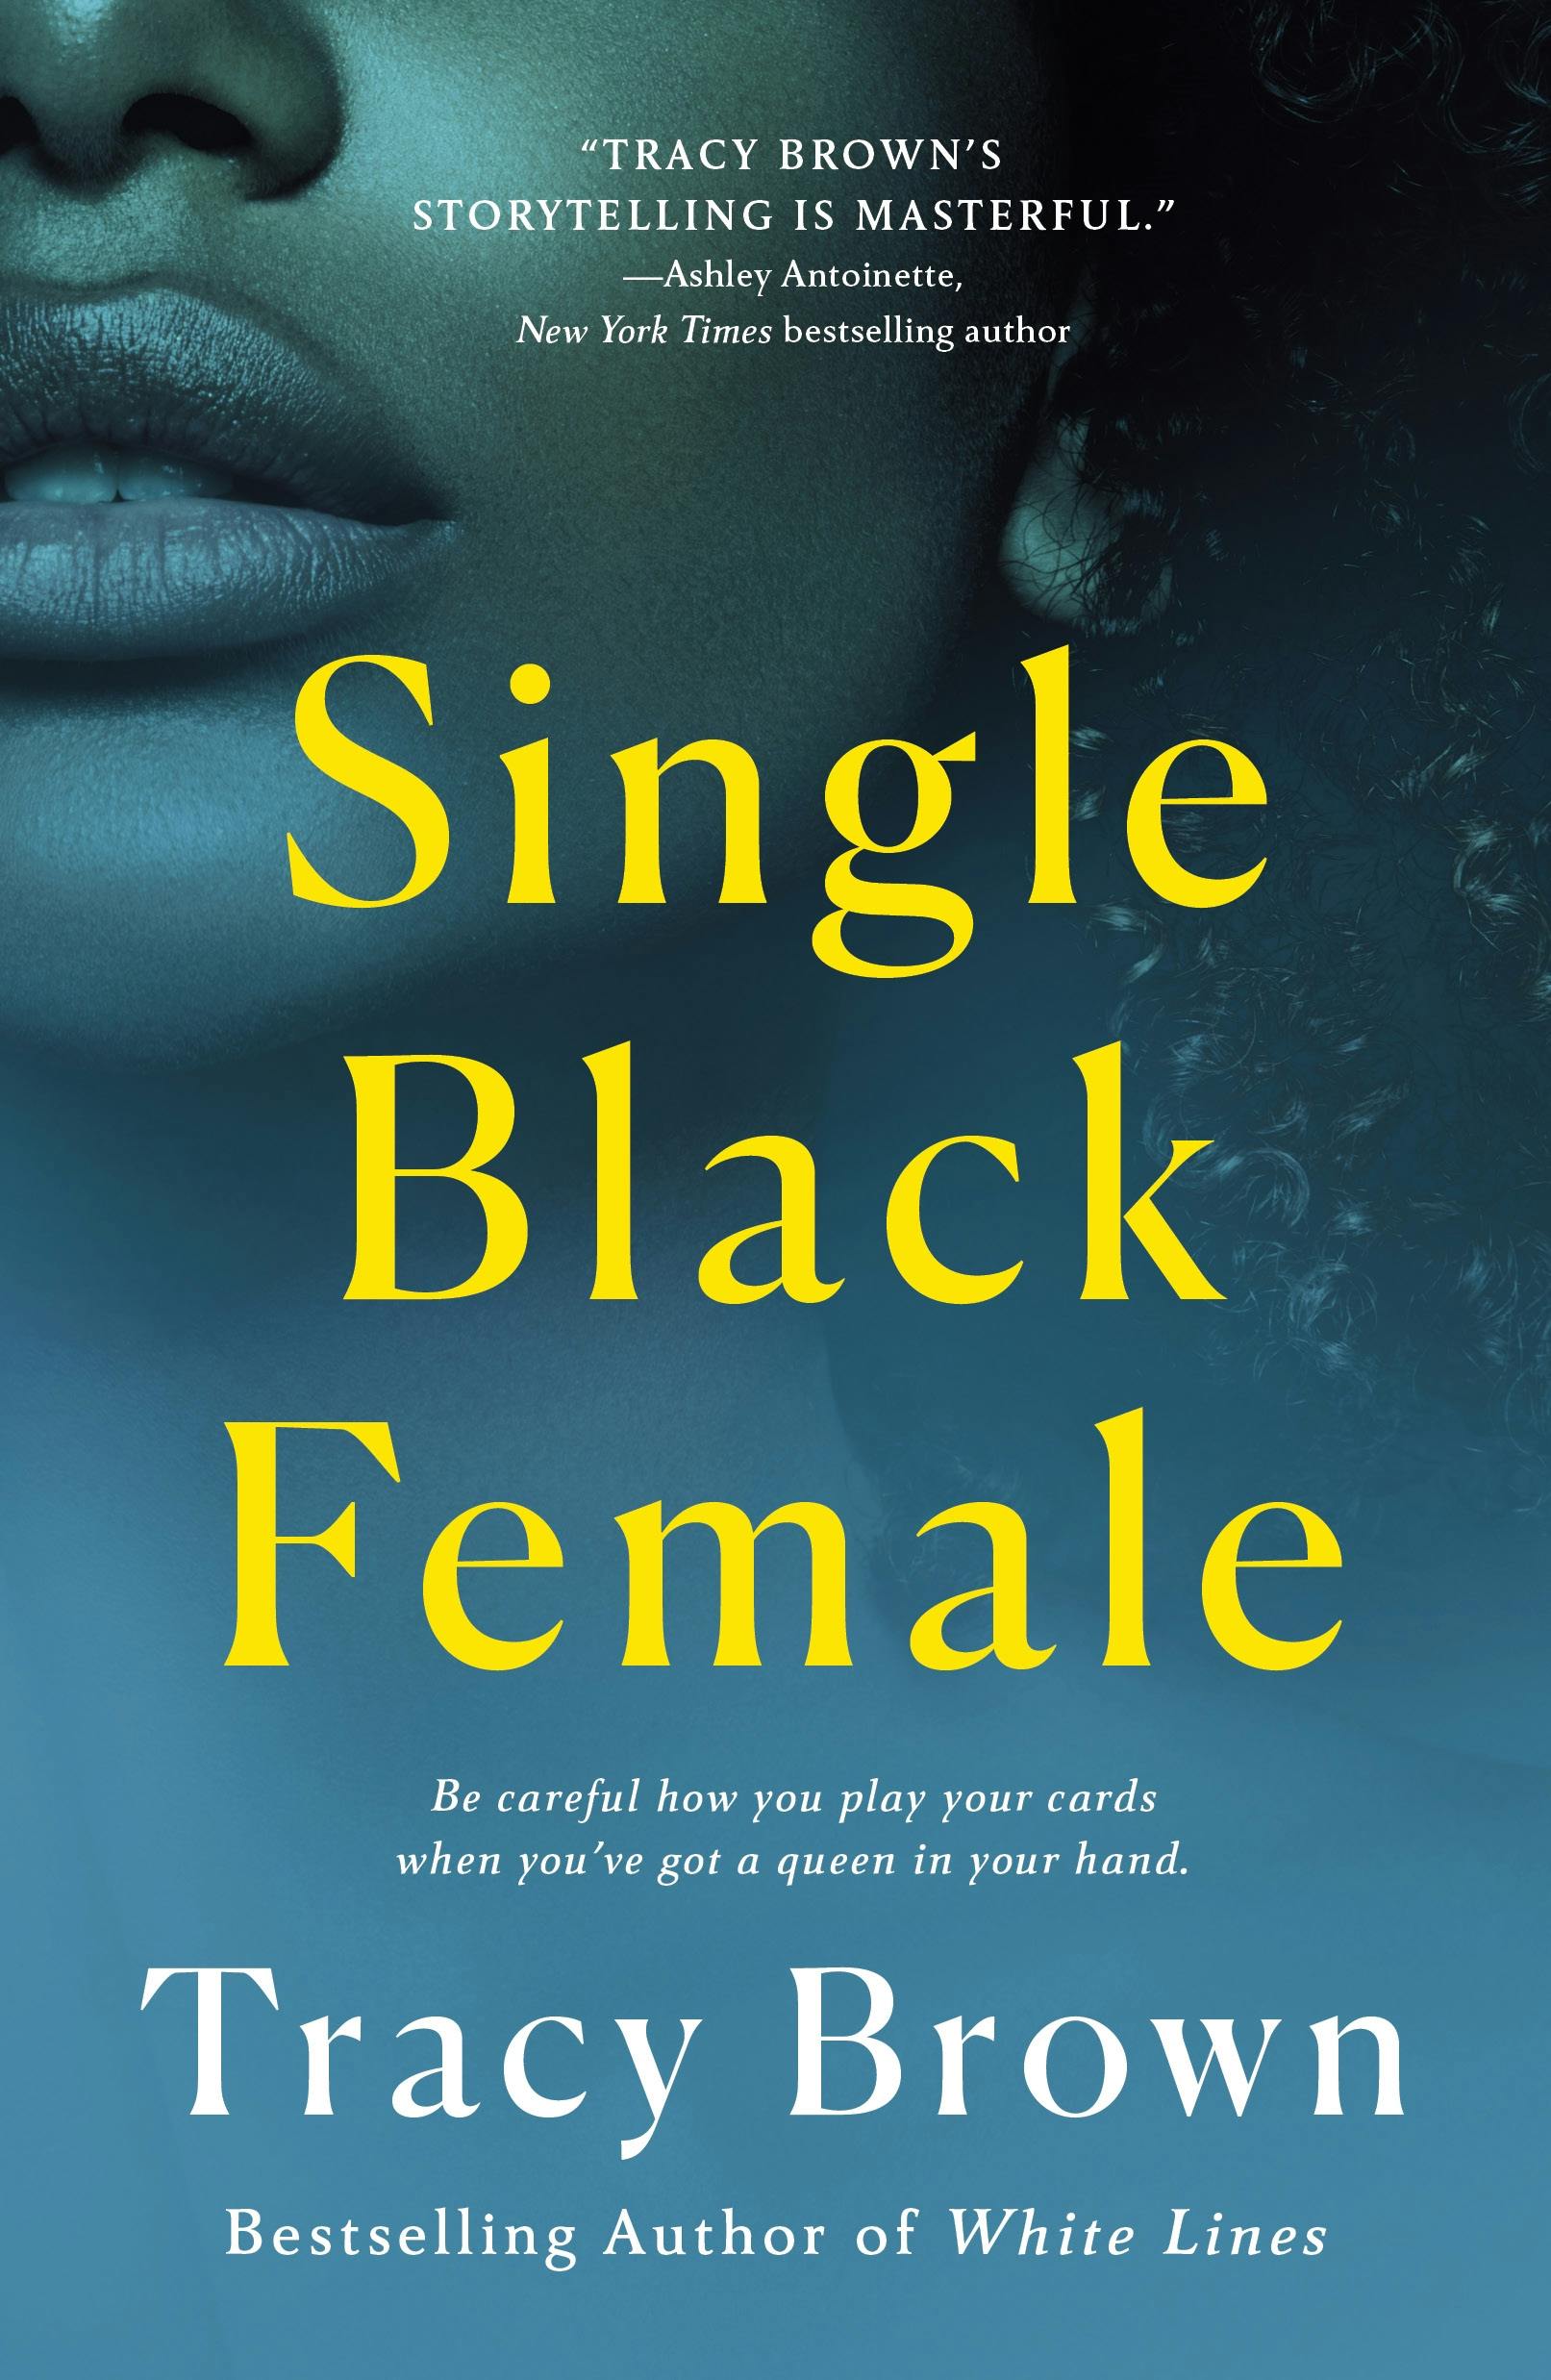 “TRACY BROWN’S
STORYTELLING IS MASTERFUL.”
—Ashley Antoinette,
New York Times bestselling author
Single
Black
Female
Be careful how you play your cards
when you’ve got a queen in your hand.
Tracy Brown
Bestselling Author of White Lines